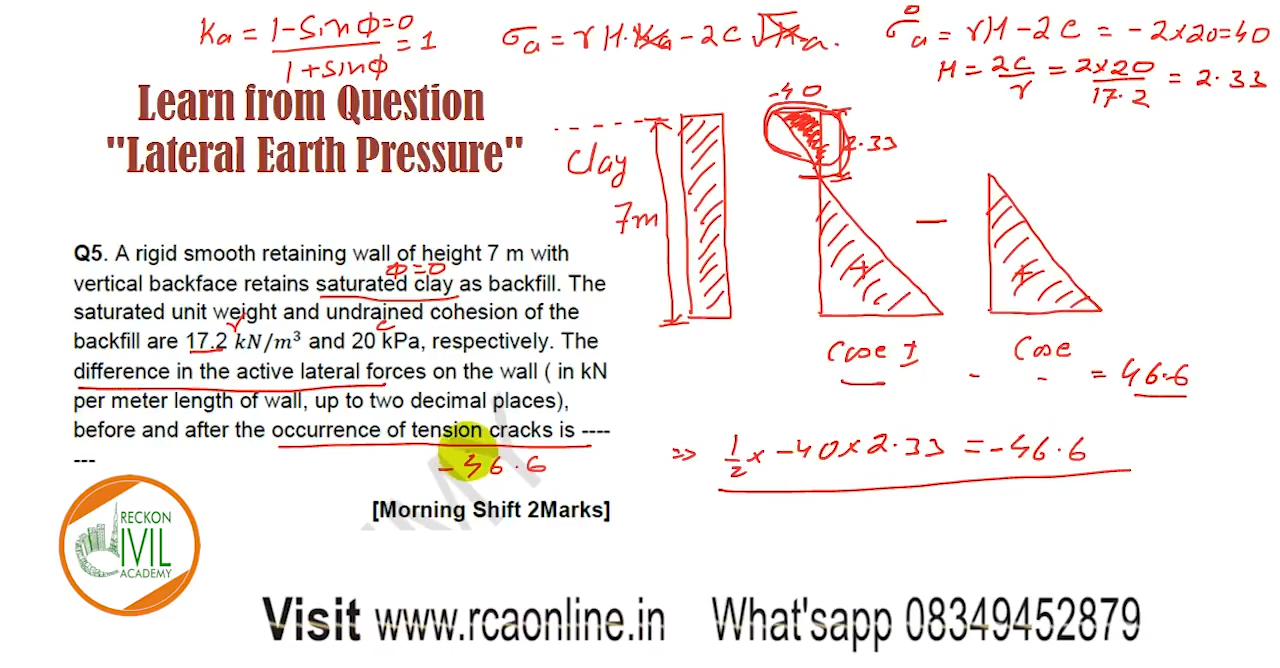 Ka = 1-Sin φ=0 / 1+sinφ = 1
σa = γH.Ka - 2C √Ka.
σa = γH - 2C = -2×20=40
H = 2C/γ = 2×20/17.2 = 2.33
Learn from Question
"Lateral Earth Pressure"
-40
2.33
clay
7m
φ=0
γ
C
Q5. A rigid smooth retaining wall of height 7 m with
vertical backface retains saturated clay as backfill. The
saturated unit weight and undrained cohesion of the
backfill are 17.2 kN/m³ and 20 kPa, respectively. The
difference in the active lateral forces on the wall ( in kN
per meter length of wall, up to two decimal places),
before and after the occurrence of tension cracks is ----
---
-46.6
+
+
Case I - Case = 46.6
⇒ 1/2 × -40×2.33 = -46.6
[Morning Shift 2Marks]
RECKON
CIVIL
ACADEMY
Visit www.rcaonline.in What'sapp 08349452879